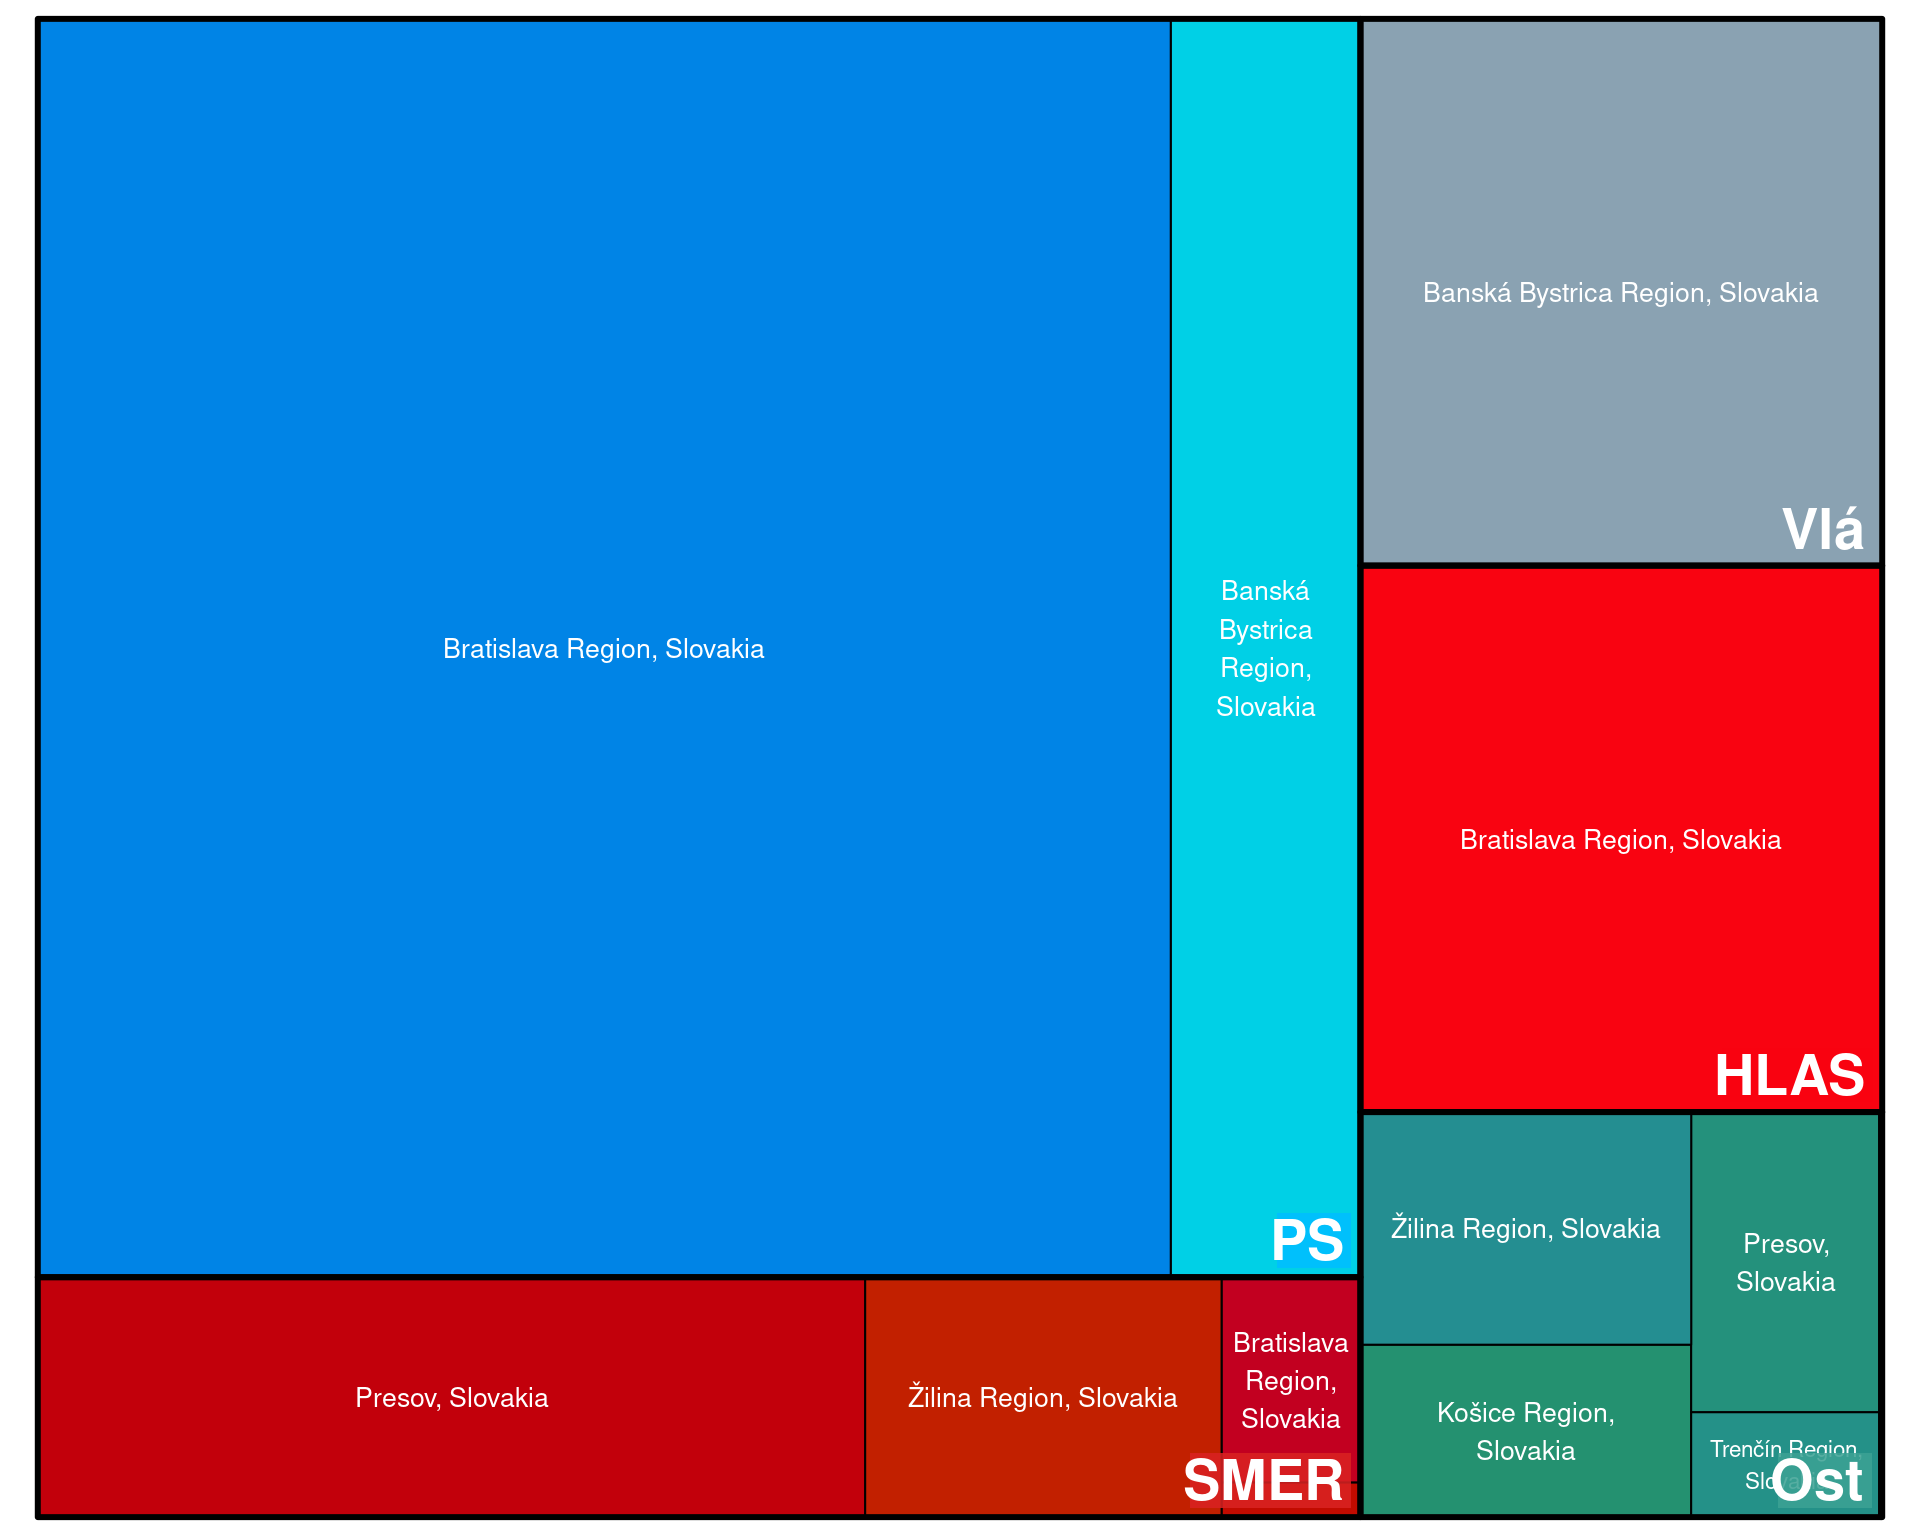 Bratislava Region, Slovakia
Banská
Bystrica
Region,
Slovakia
PS
Banská Bystrica Region, Slovakia
Vlá
Bratislava Region, Slovakia
HLAS
Presov, Slovakia
Žilina Region, Slovakia
Bratislava
Region,
Slovakia
SMER
Žilina Region, Slovakia
Presov,
Slovakia
Košice Region,
Slovakia
Trenčín Region,
Ost